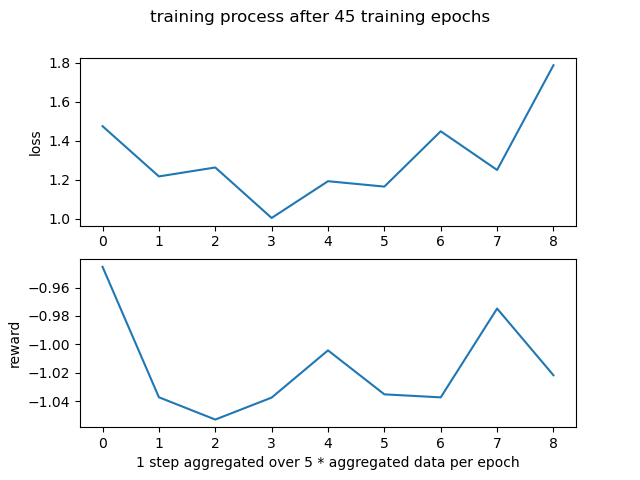 training process after 45 training epochs
1.8
1.6
1.4
1.2
1.0
loss
0 1 2 3 4 5 6 7 8
−0.96
−0.98
−1.00
−1.02
−1.04
reward
0 1 2 3 4 5 6 7 8
1 step aggregated over 5 * aggregated data per epoch